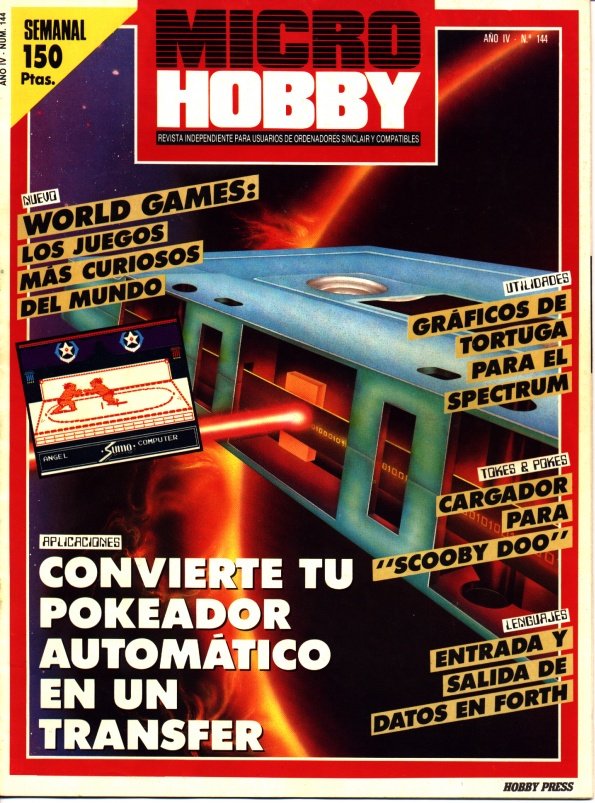 AÑO IV - NUM. 144
SEMANAL
150
Ptas.
MICRO
HOBBY
AÑO IV - N.º 144
REVISTA INDEPENDIENTE PARA USUARIOS DE ORDENADORES SINCLAIR Y COMPATIBLES
NUEVO
WORLD GAMES:
LOS JUEGOS
MÁS CURIOSOS
DEL MUNDO
ANGEL
·Sumo·
COMPUTER
UTILIDADES
GRÁFICOS DE
TORTUGA
PARA EL
SPECTRUM
01001010
01001
TOKES & POKES
CARGADOR
PARA
"SCOOBY DOO"
APLICACIONES
CONVIERTE TU
POKEADOR
AUTOMÁTICO
EN UN
TRANSFER
LENGUAJES
ENTRADA Y
SALIDA DE
DATOS EN FORTH
HOBBY PRESS